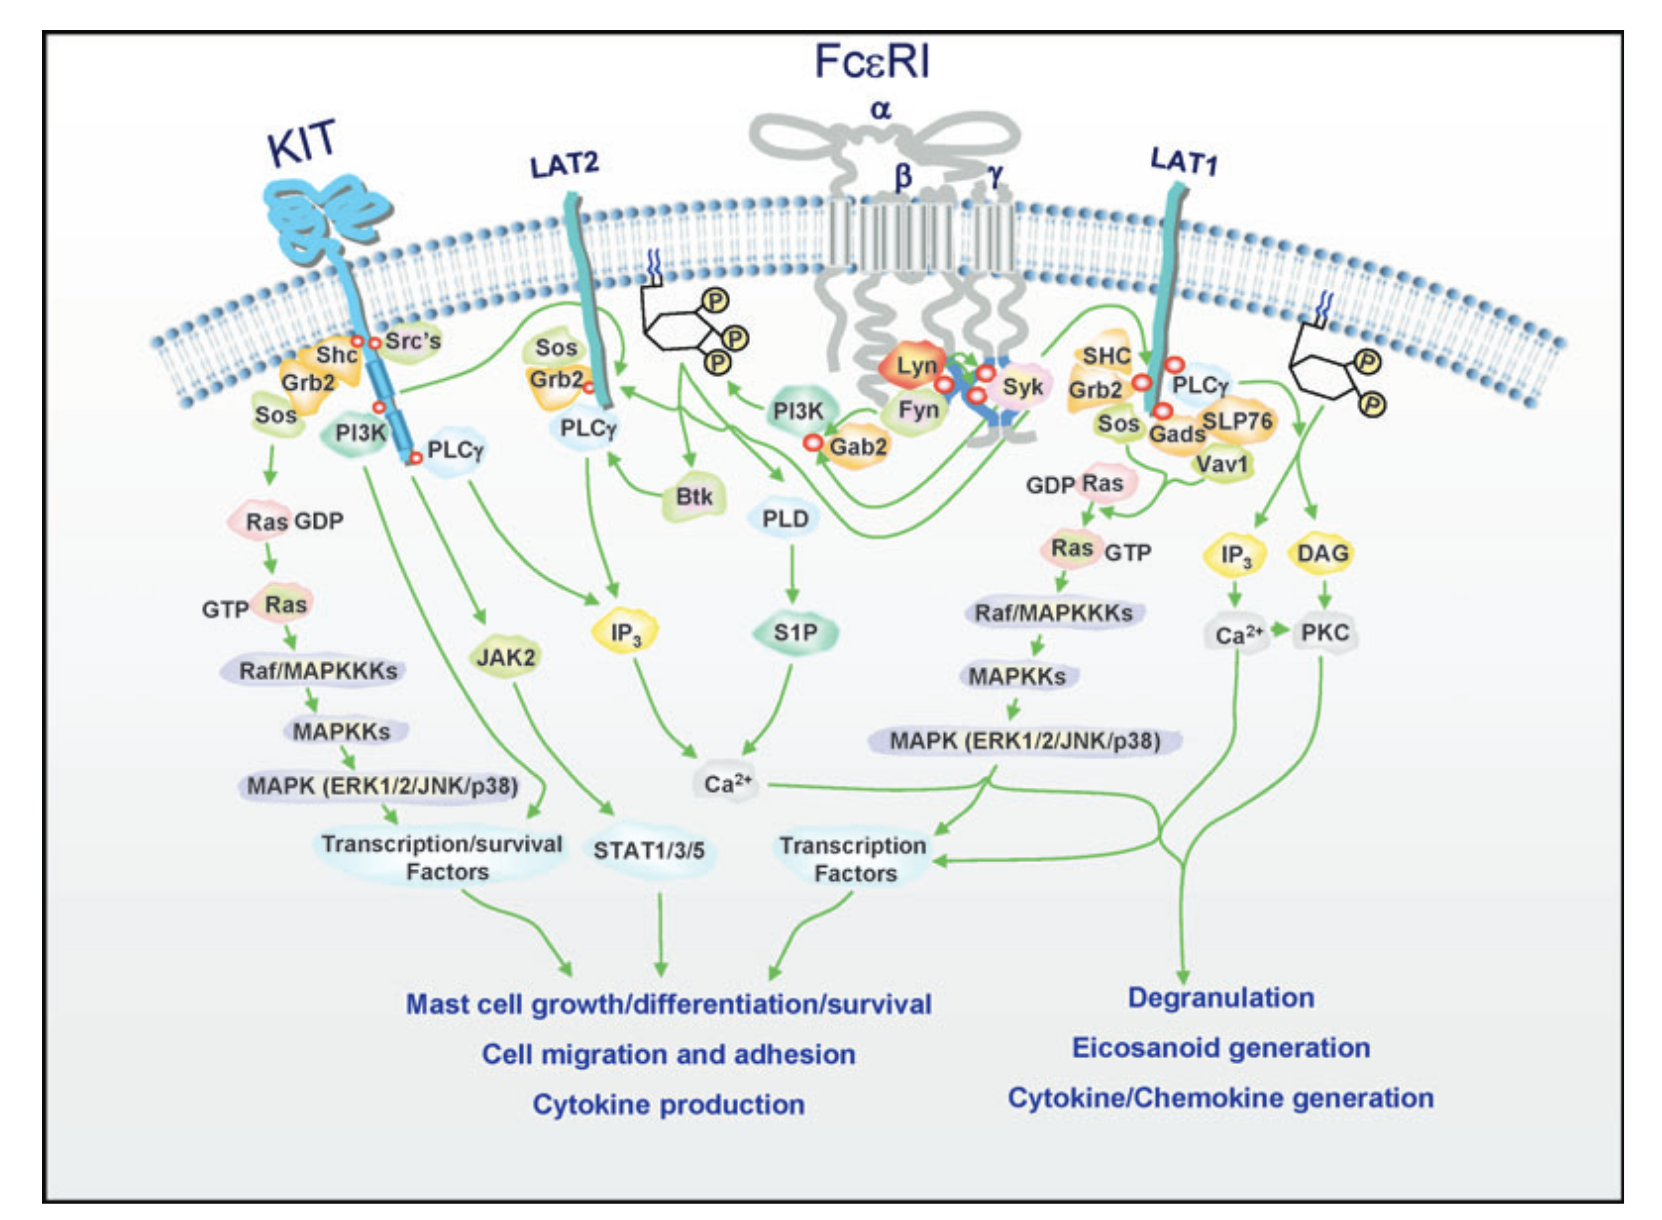 FcεRI
α
KIT
LAT2
LAT1
β
γ
P
P
P
P
P
Shc
Src's
Grb2
Sos
PI3K
PLCγ
Sos
Grb2
PLCγ
Lyn
Syk
Fyn
PI3K
Gab2
SHC
Grb2
PLCγ
Sos
Gads
SLP76
Vav1
Btk
PLD
GDP Ras
Ras GDP
Ras GTP
IP3
DAG
GTP Ras
IP3
S1P
JAK2
Raf/MAPKKKs
Ca2+
PKC
Raf/MAPKKKs
MAPKKs
MAPKKs
MAPK (ERK1/2/JNK/p38)
MAPK (ERK1/2/JNK/p38)
Ca2+
Transcription/survival
Factors
STAT1/3/5
Transcription
Factors
Mast cell growth/differentiation/survival
Cell migration and adhesion
Cytokine production
Degranulation
Eicosanoid generation
Cytokine/Chemokine generation